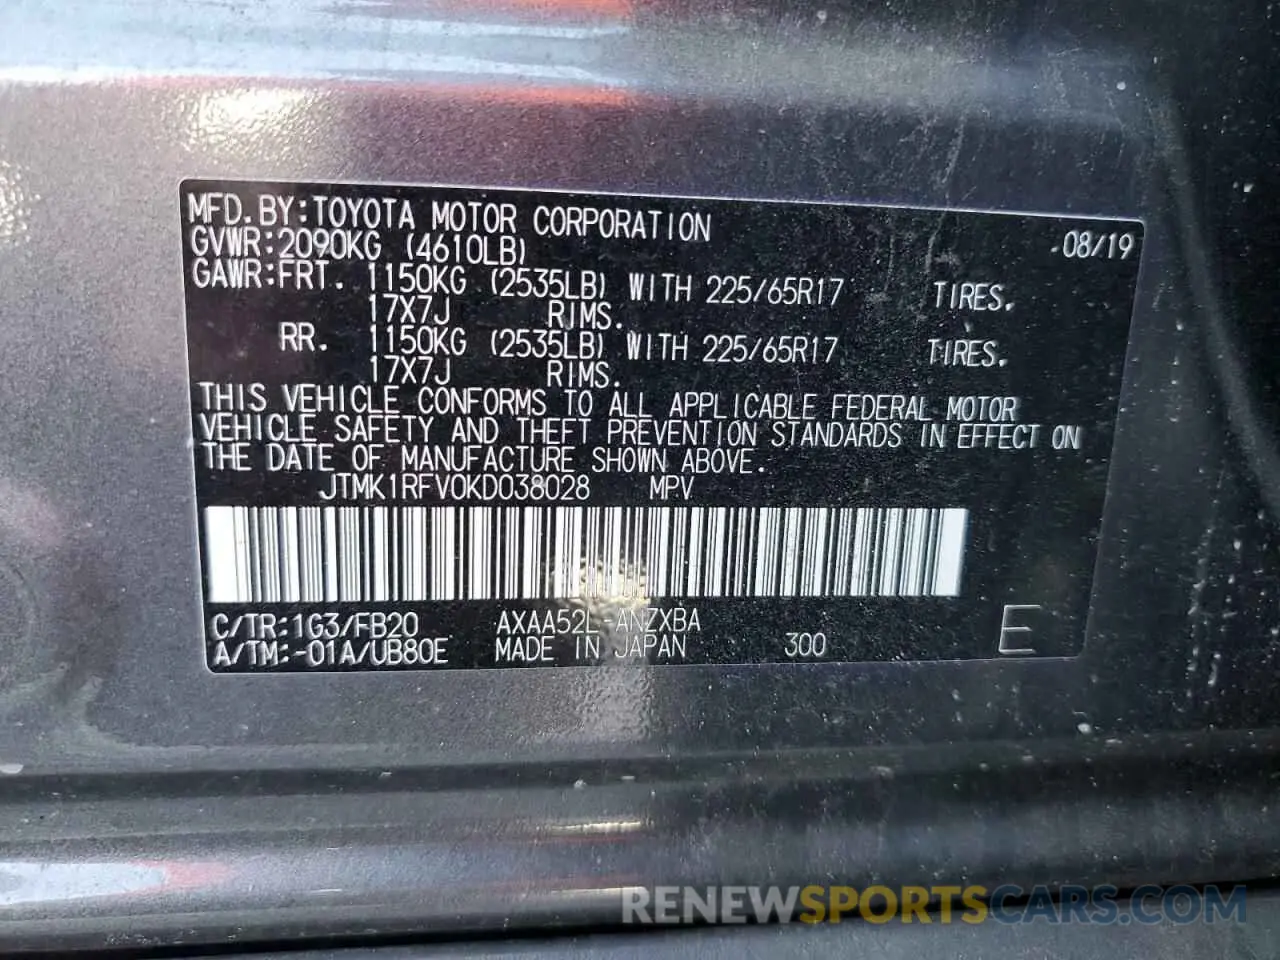 MFD.BY:TOYOTA MOTOR CORPORATION 08/19
GVWR:2090KG (4610LB)
GAWR:FRT. 1150KG (2535LB) WITH 225/65R17 TIRES.
17X7J RIMS.
RR. 1150KG (2535LB) WITH 225/65R17 TIRES.
17X7J RIMS.
THIS VEHICLE CONFORMS TO ALL APPLICABLE FEDERAL MOTOR
VEHICLE SAFETY AND THEFT PREVENTION STANDARDS IN EFFECT ON
THE DATE OF MANUFACTURE SHOWN ABOVE.
JTMK1RFV0KD038028 MPV
C/TR:1G3/FB20 AXAA52L-ANZXBA
A/TM:-01A/UB80E MADE IN JAPAN 300 E
RENEWSPORTSCARS.COM